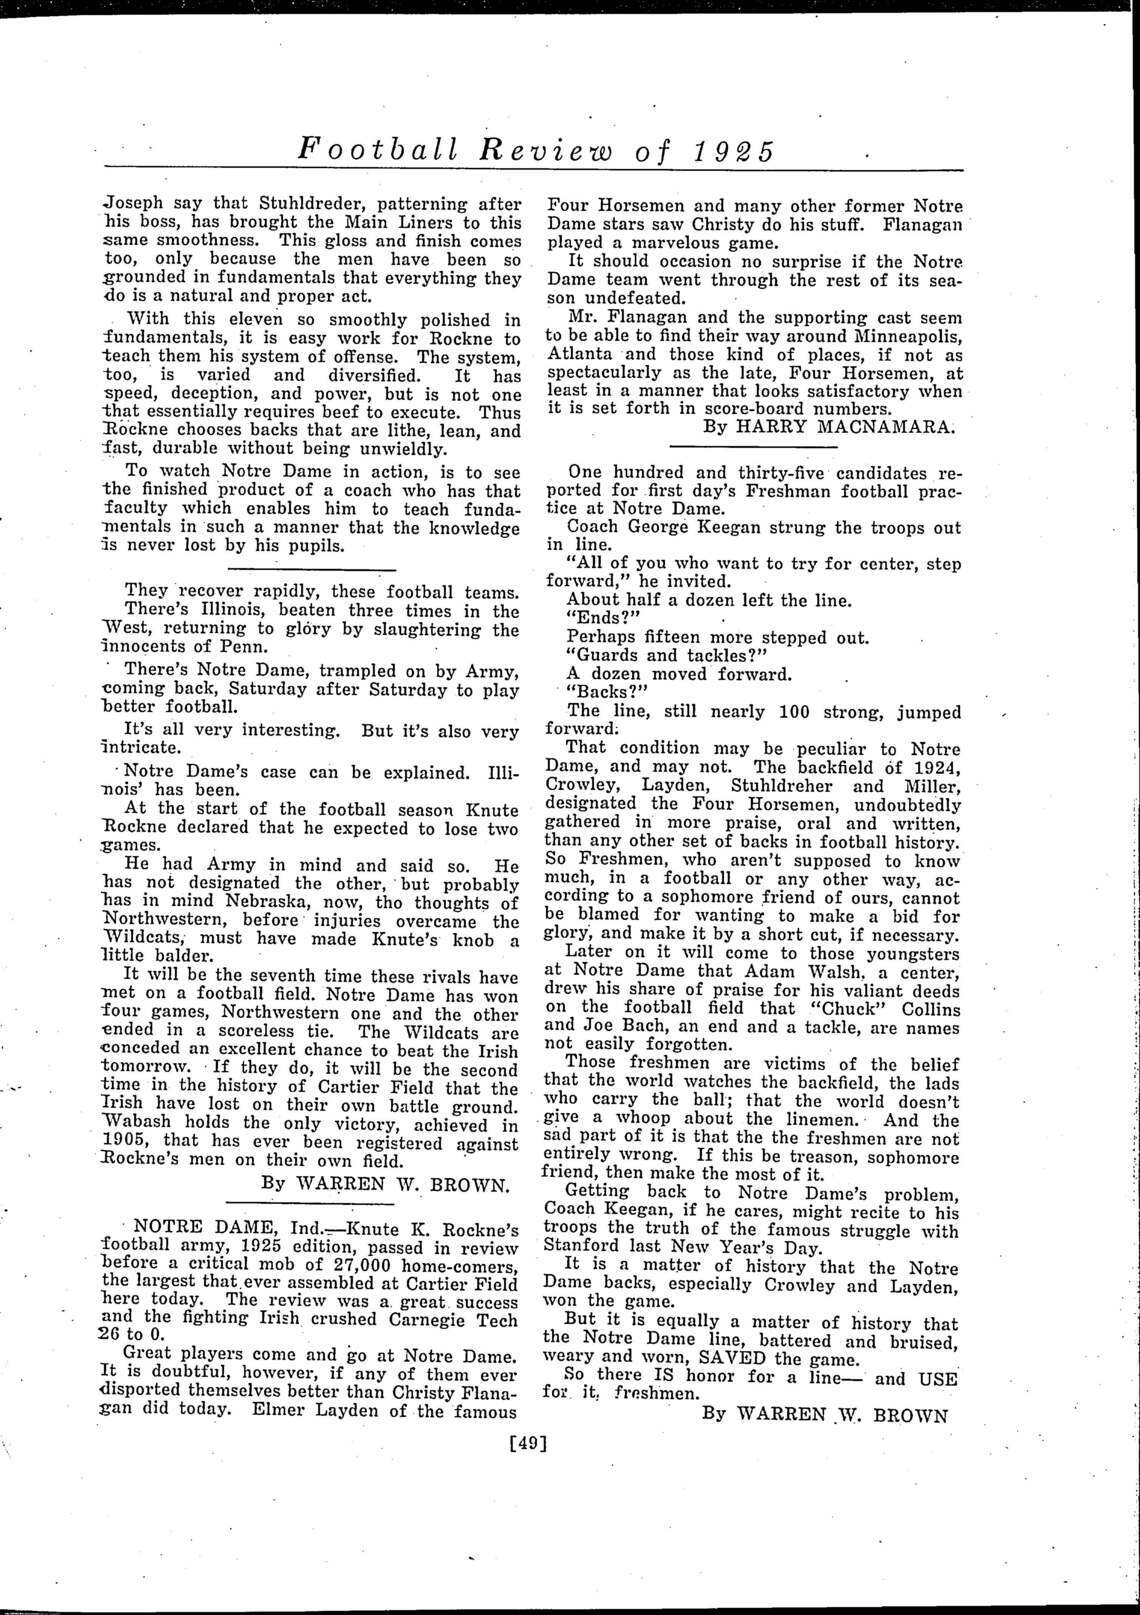 Football Review of 1925
Joseph say that Stuhldreder, patterning after
his boss, has brought the Main Liners to this
same smoothness. This gloss and finish comes
too, only because the men have been so
grounded in fundamentals that everything they
do is a natural and proper act.
With this eleven so smoothly polished in
fundamentals, it is easy work for Rockne to
teach them his system of offense. The system,
too, is varied and diversified. It has
speed, deception, and power, but is not one
that essentially requires beef to execute. Thus
Rockne chooses backs that are lithe, lean, and
fast, durable without being unwieldly.
To watch Notre Dame in action, is to see
the finished product of a coach who has that
faculty which enables him to teach funda-
mentals in such a manner that the knowledge
is never lost by his pupils.
They recover rapidly, these football teams.
There's Illinois, beaten three times in the
West, returning to glory by slaughtering the
innocents of Penn.
There's Notre Dame, trampled on by Army,
coming back, Saturday after Saturday to play
better football.
It's all very interesting. But it's also very
intricate.
Notre Dame's case can be explained. Illi-
nois' has been.
At the start of the football season Knute
Rockne declared that he expected to lose two
games.
He had Army in mind and said so. He
has not designated the other, but probably
has in mind Nebraska, now, tho thoughts of
Northwestern, before injuries overcame the
Wildcats, must have made Knute's knob a
little balder.
It will be the seventh time these rivals have
met on a football field. Notre Dame has won
four games, Northwestern one and the other
ended in a scoreless tie. The Wildcats are
conceded an excellent chance to beat the Irish
tomorrow. If they do, it will be the second
time in the history of Cartier Field that the
Irish have lost on their own battle ground.
Wabash holds the only victory, achieved in
1905, that has ever been registered against
Rockne's men on their own field.
By WARREN W. BROWN.
NOTRE DAME, Ind.—Knute K. Rockne's
football army, 1925 edition, passed in review
before a critical mob of 27,000 home-comers,
the largest that ever assembled at Cartier Field
here today. The review was a great success
and the fighting Irish crushed Carnegie Tech
26 to 0.
Great players come and go at Notre Dame.
It is doubtful, however, if any of them ever
disported themselves better than Christy Flana-
gan did today. Elmer Layden of the famous
Four Horsemen and many other former Notre
Dame stars saw Christy do his stuff. Flanagan
played a marvelous game.
It should occasion no surprise if the Notre
Dame team went through the rest of its sea-
son undefeated.
Mr. Flanagan and the supporting cast seem
to be able to find their way around Minneapolis,
Atlanta and those kind of places, if not as
spectacularly as the late, Four Horsemen, at
least in a manner that looks satisfactory when
it is set forth in score-board numbers.
By HARRY MACNAMARA.
One hundred and thirty-five candidates re-
ported for first day's Freshman football prac-
tice at Notre Dame.
Coach George Keegan strung the troops out
in line.
"All of you who want to try for center, step
forward," he invited.
About half a dozen left the line.
"Ends?"
Perhaps fifteen more stepped out.
"Guards and tackles?"
A dozen moved forward.
"Backs?"
The line, still nearly 100 strong, jumped
forward.
That condition may be peculiar to Notre
Dame, and may not. The backfield of 1924,
Crowley, Layden, Stuhldreher and Miller,
designated the Four Horsemen, undoubtedly
gathered in more praise, oral and written,
than any other set of backs in football history.
So Freshmen, who aren't supposed to know
much, in a football or any other way, ac-
cording to a sophomore friend of ours, cannot
be blamed for wanting to make a bid for
glory, and make it by a short cut, if necessary.
Later on it will come to those youngsters
at Notre Dame that Adam Walsh, a center,
drew his share of praise for his valiant deeds
on the football field that "Chuck" Collins
and Joe Bach, an end and a tackle, are names
not easily forgotten.
Those freshmen are victims of the belief
that the world watches the backfield, the lads
who carry the ball; that the world doesn't
give a whoop about the linemen. And the
sad part of it is that the the freshmen are not
entirely wrong. If this be treason, sophomore
friend, then make the most of it.
Getting back to Notre Dame's problem,
Coach Keegan, if he cares, might recite to his
troops the truth of the famous struggle with
Stanford last New Year's Day.
It is a matter of history that the Notre
Dame backs, especially Crowley and Layden,
won the game.
But it is equally a matter of history that
the Notre Dame line, battered and bruised,
weary and worn, SAVED the game.
So there IS honor for a line— and USE
for it, freshmen.
By WARREN W. BROWN
[49]